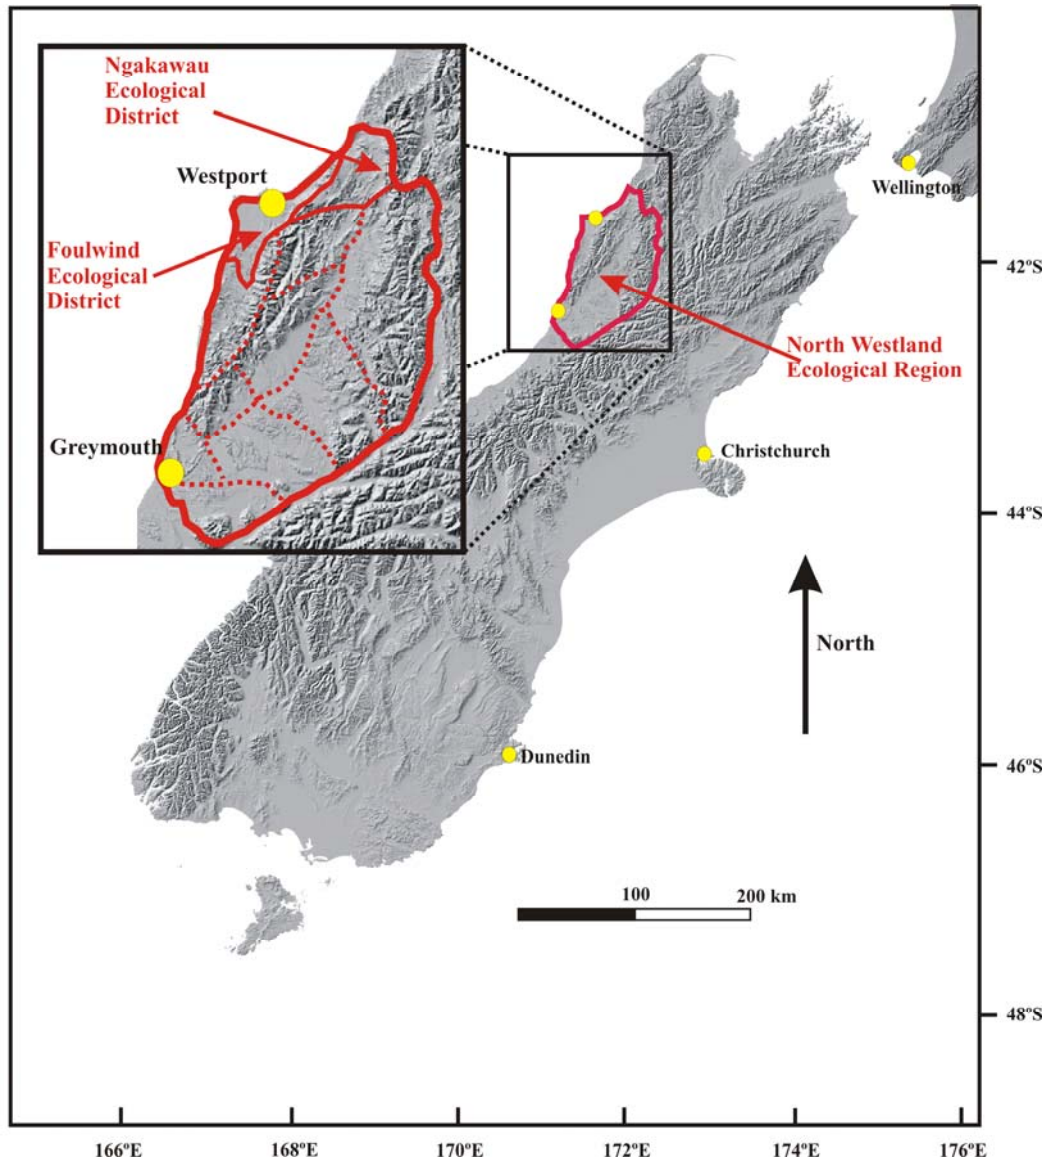 Ngakawau
Ecological
District
Westport
Foulwind
Ecological
District
Greymouth
Wellington
42ºS
North Westland
Ecological Region
Christchurch
44ºS
North
Dunedin
46ºS
100
200 km
48ºS
166ºE
168ºE
170ºE
172ºE
174ºE
176ºE